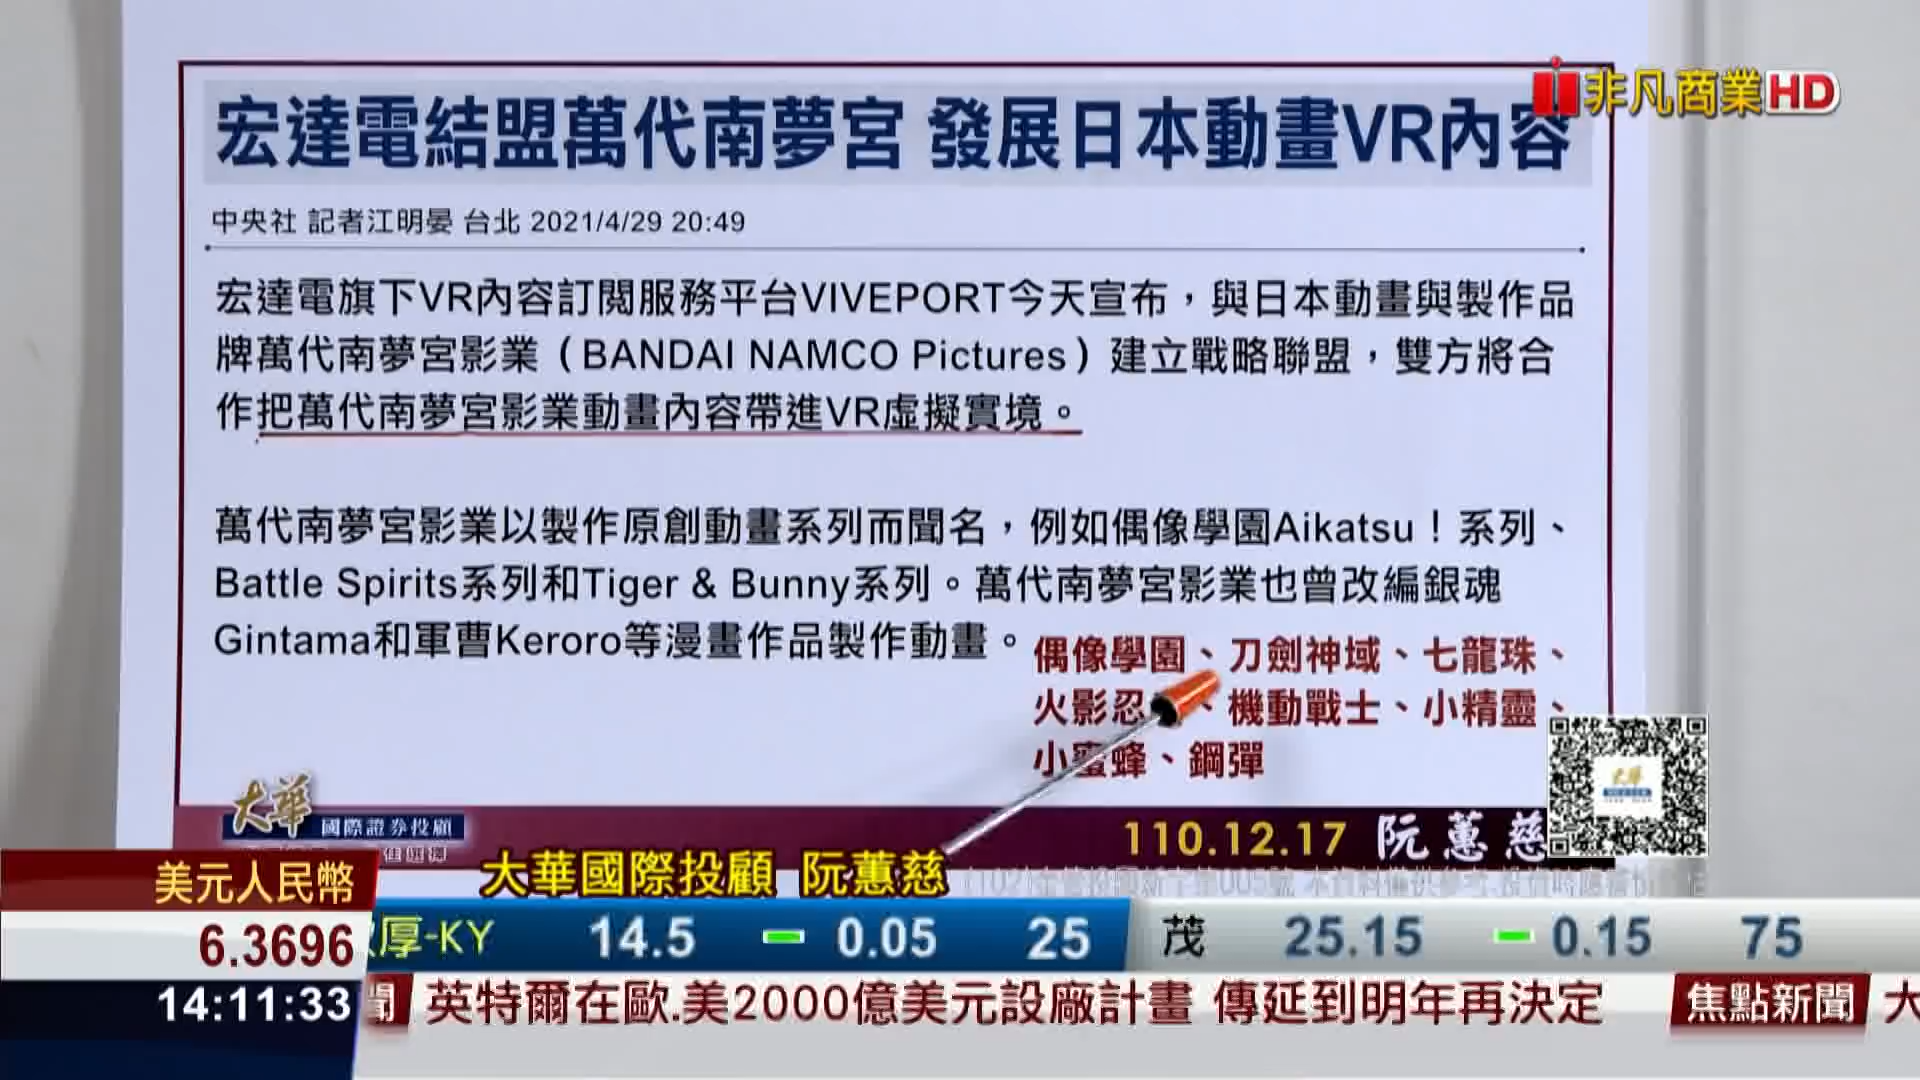 非凡商業HD
宏達電結盟萬代南夢宮 發展日本動畫VR內容
中央社 記者江明晏 台北 2021/4/29 20:49
宏達電旗下VR內容訂閱服務平台VIVEPORT今天宣布，與日本動畫與製作品
牌萬代南夢宮影業（BANDAI NAMCO Pictures）建立戰略聯盟，雙方將合
作把萬代南夢宮影業動畫內容帶進VR虛擬實境。
萬代南夢宮影業以製作原創動畫系列而聞名，例如偶像學園Aikatsu！系列、
Battle Spirits系列和Tiger & Bunny系列。萬代南夢宮影業也曾改編銀魂
Gintama和軍曹Keroro等漫畫作品製作動畫。
偶像學園、刀劍神域、七龍珠、
火影忍、機動戰士、小精靈、
小蜜蜂、鋼彈
大華 國際證券投顧
110.12.17 阮蕙慈
大華國際投顧 阮蕙慈
美元人民幣
6.3696
厚-KY 14.5 0.05 25 茂 25.15 0.15 75
14:11:33
聞 英特爾在歐.美2000億美元設廠計畫 傳延到明年再決定 焦點新聞 大